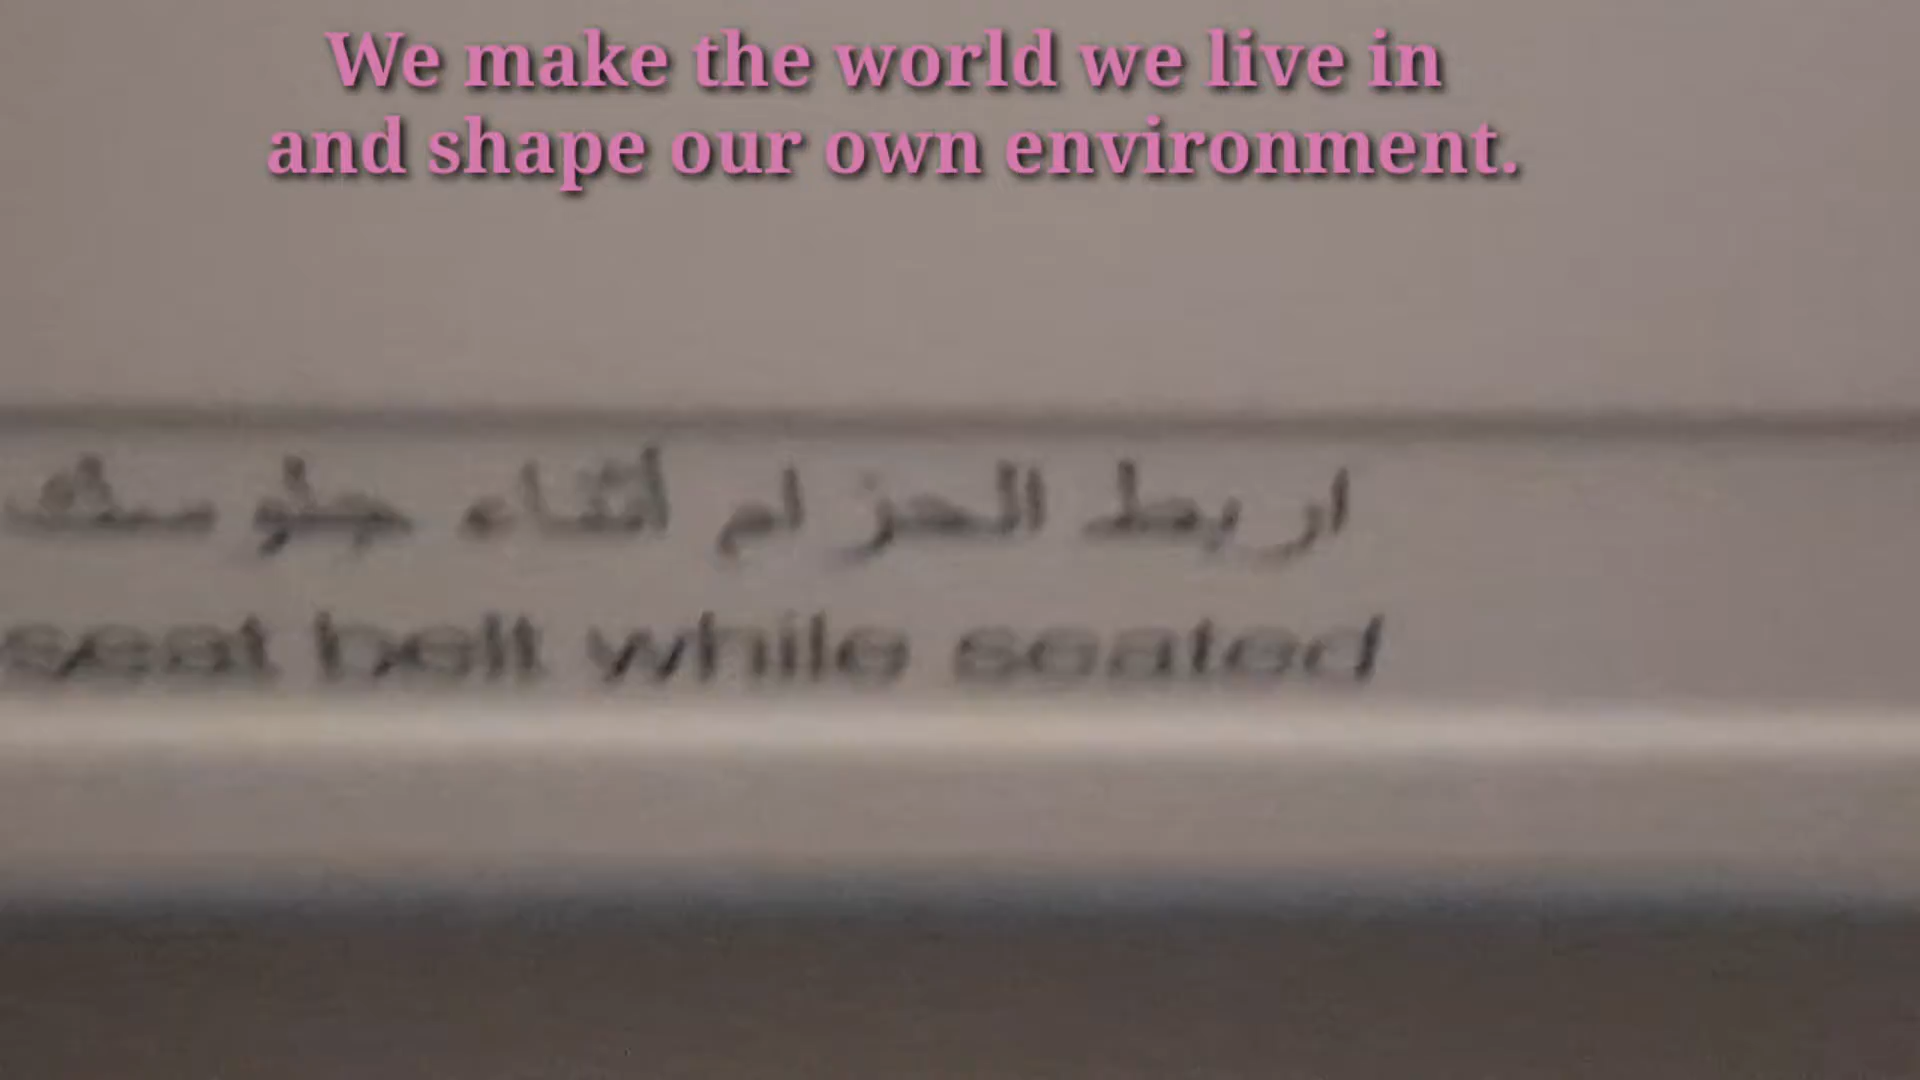 We make the world we live in
and shape our own environment.
اربط الحزام أثناء جلوسك
seat belt while seated